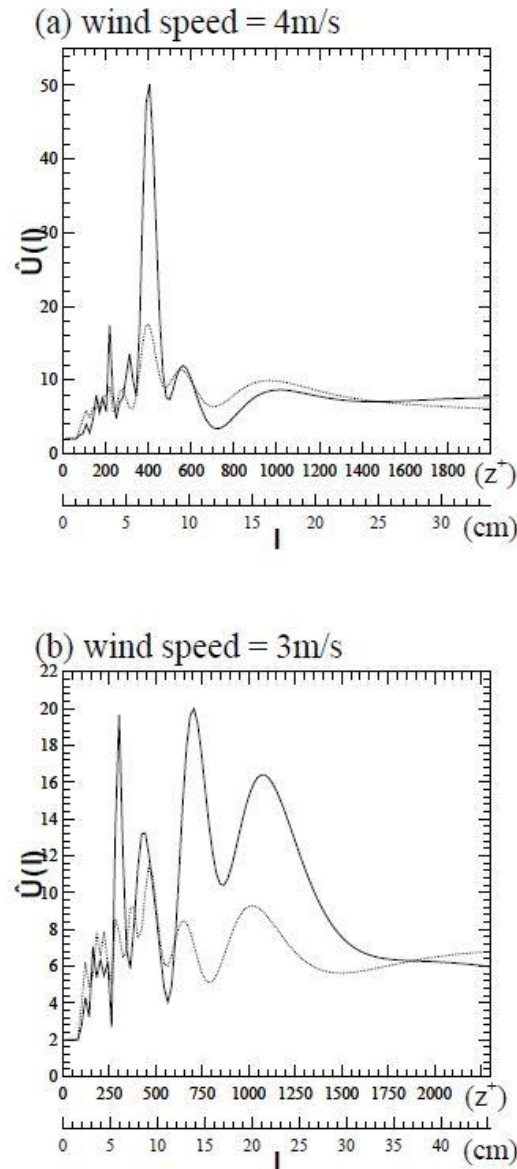 (a) wind speed = 4m/s
50
40
30
20
10
0
Û(l)
0 200 400 600 800 1000 1200 1400 1600 1800 (z⁺)
0 5 10 15 20 25 30 (cm)
l
(b) wind speed = 3m/s
22
20
18
16
14
12
10
8
6
4
2
0
Û(l)
0 250 500 750 1000 1250 1500 1750 2000 (z⁺)
0 5 10 15 20 25 30 35 40 (cm)
l